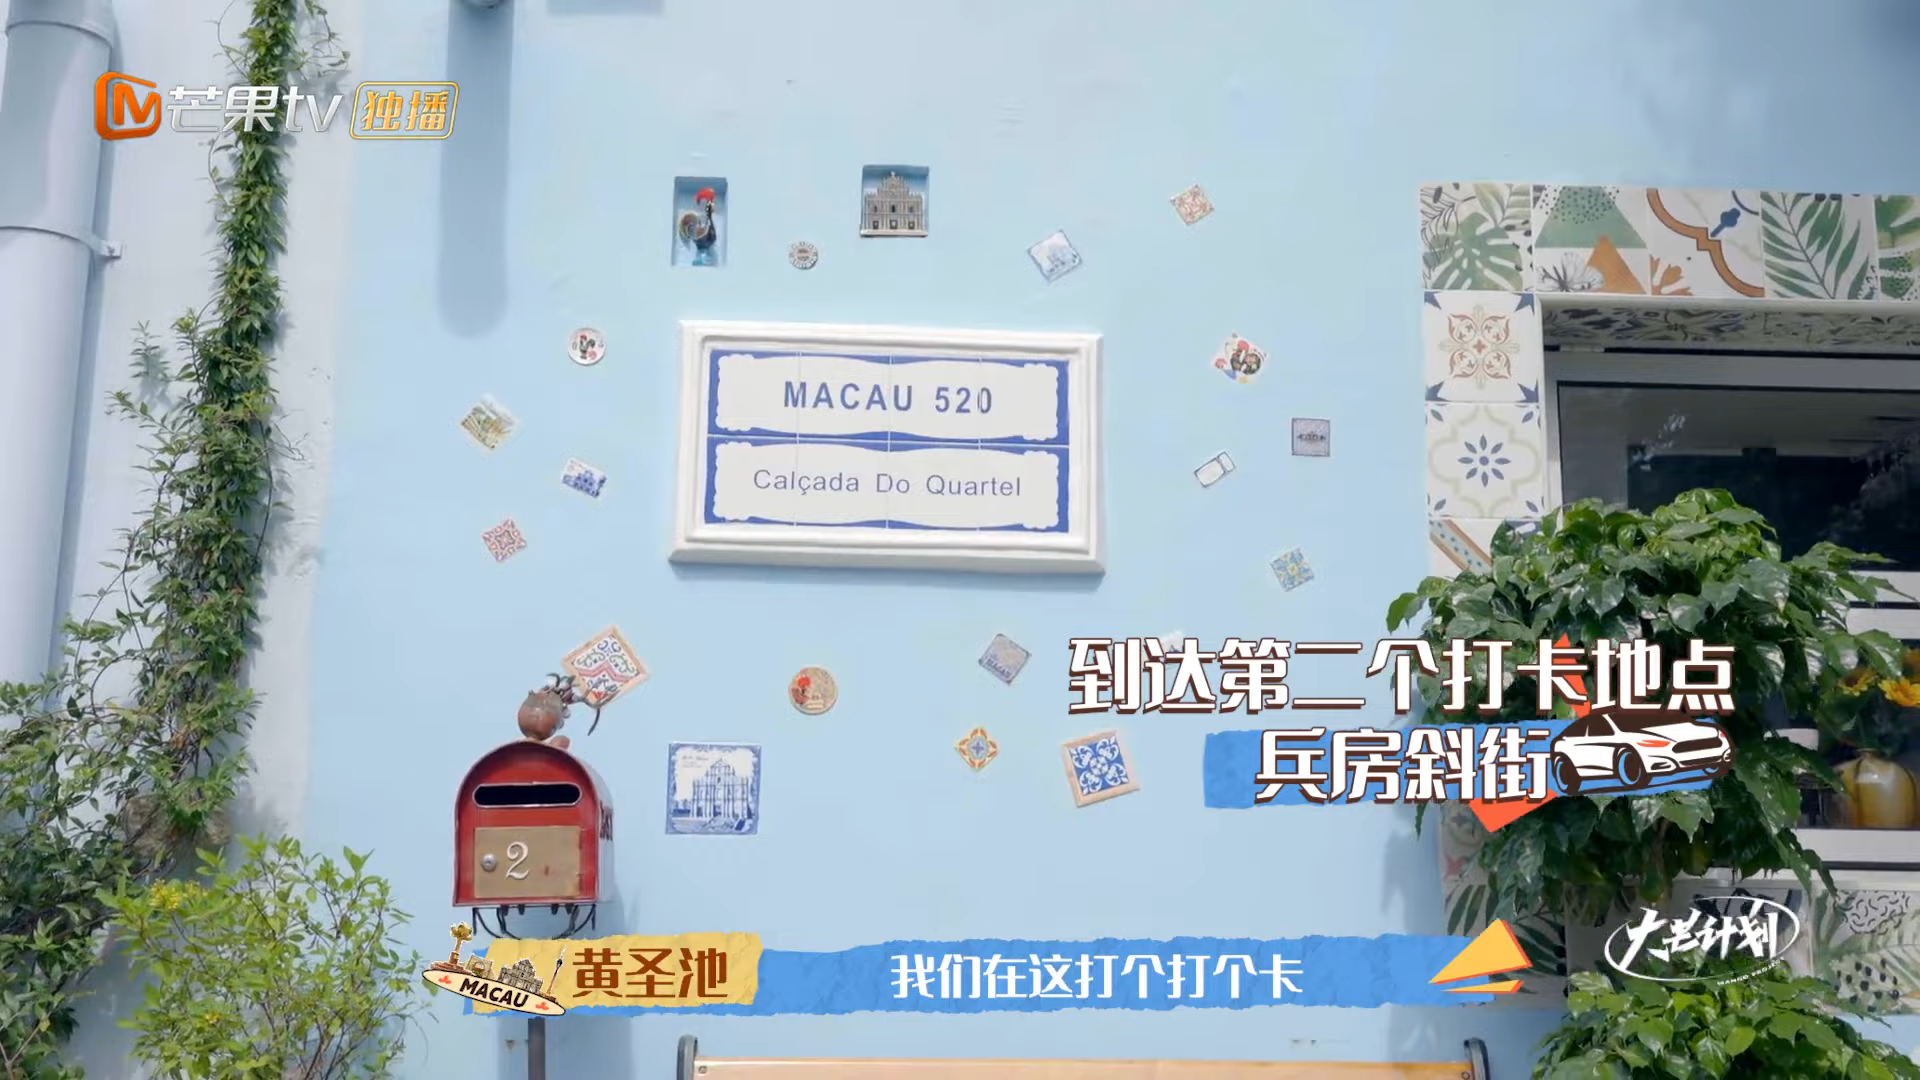 芒果tv 独播
MACAU 520
Calçada Do Quartel
到达第二个打卡地点
兵房斜街
2
大芒计划
黄圣池
我们在这打个打个卡
MACAU